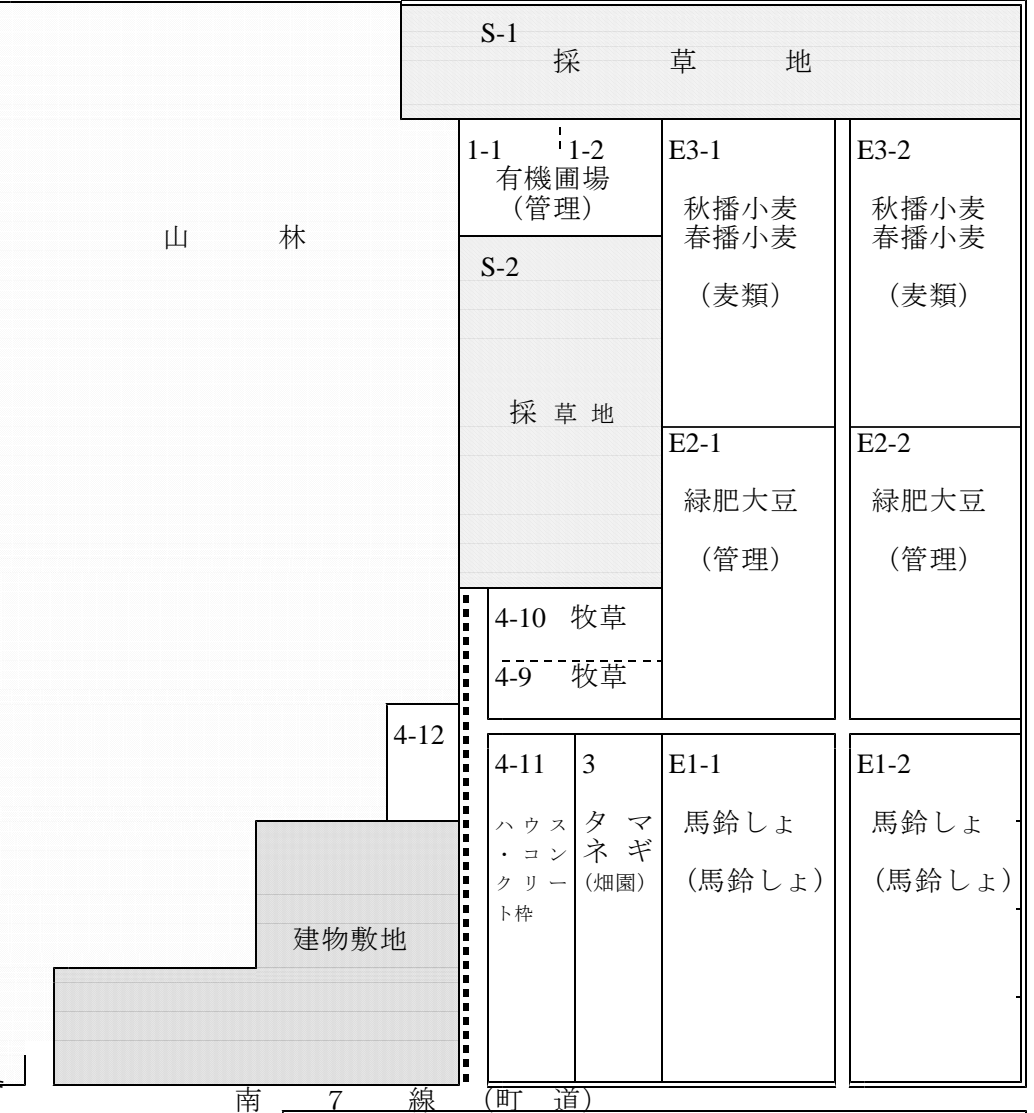 S-1
採 草 地
1-1 1-2
有機圃場
（管理）
E3-1
秋播小麦
春播小麦
（麦類）
E3-2
秋播小麦
春播小麦
（麦類）
山 林
S-2
採 草 地
E2-1
緑肥大豆
（管理）
E2-2
緑肥大豆
（管理）
4-10 牧草
4-9 牧草
4-12
4-11
ハウス
・コン
クリー
ト枠
3
タマ
ネギ
(畑園)
E1-1
馬鈴しょ
（馬鈴しょ）
E1-2
馬鈴しょ
（馬鈴しょ）
建物敷地
南 7 線 (町 道)